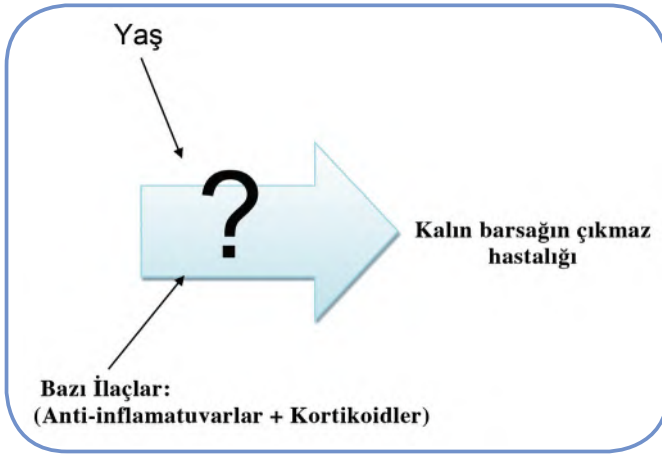 Yaş
?
Kalın barsağın çıkmaz
hastalığı
Bazı İlaçlar:
(Anti-inflamatuvarlar + Kortikoidler)